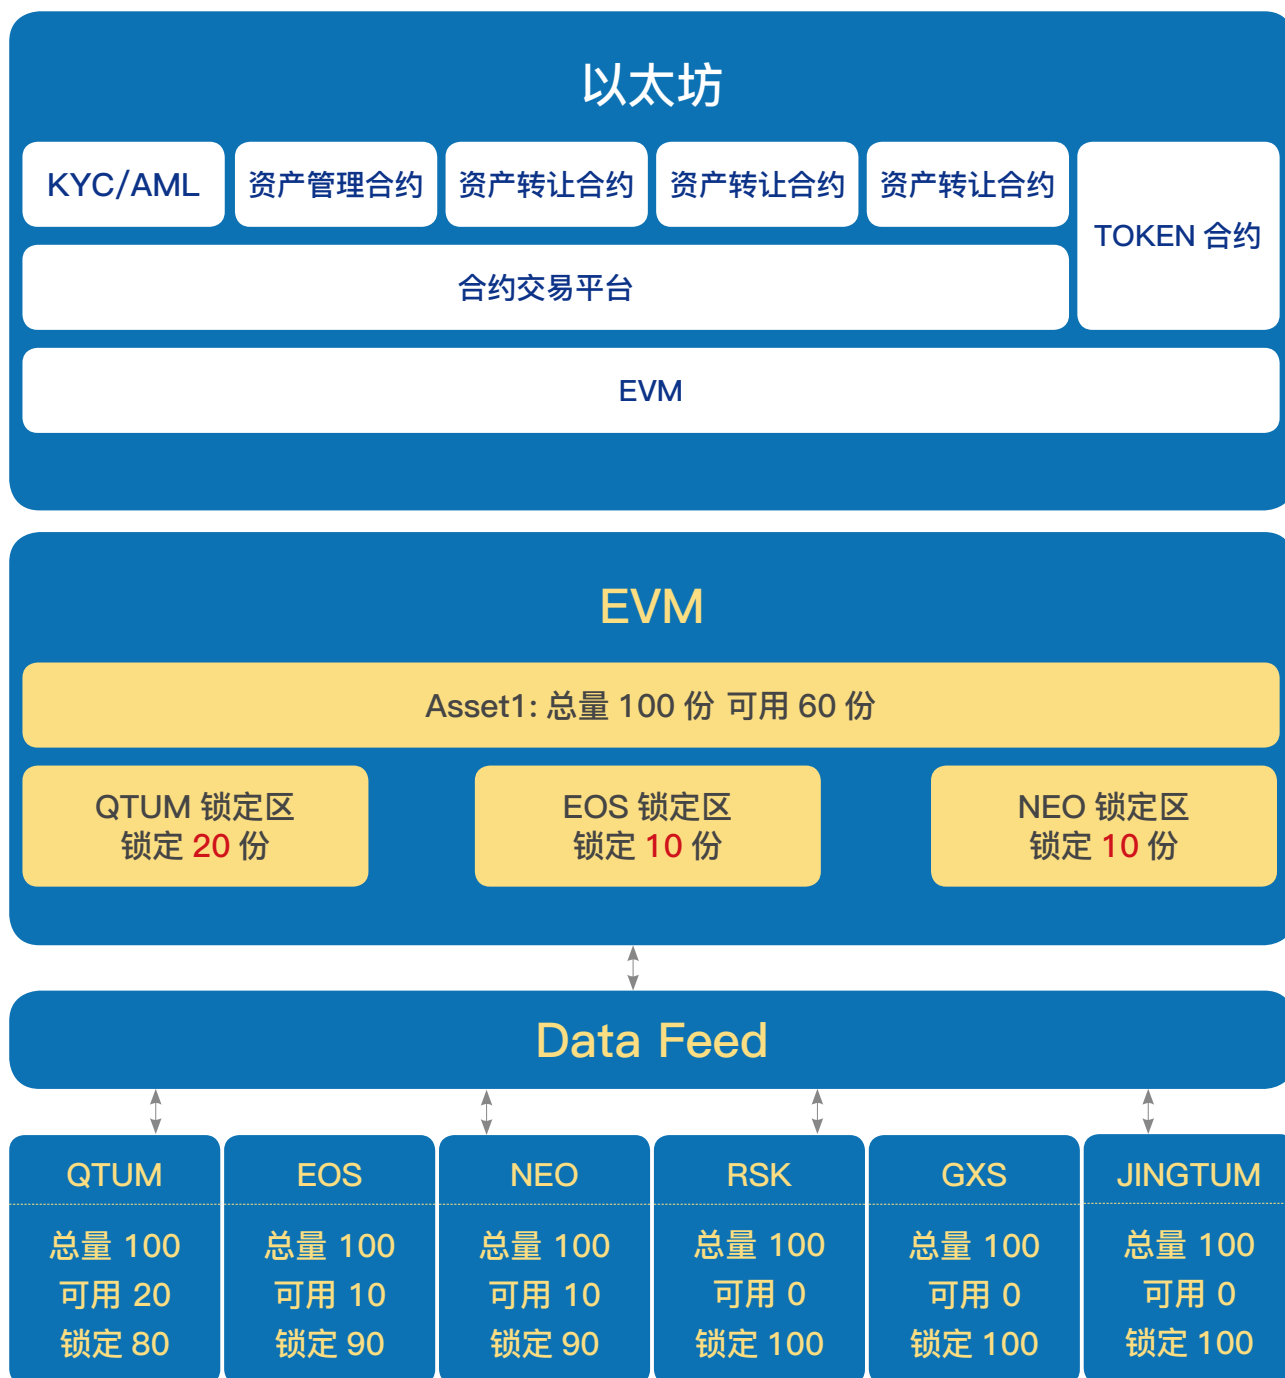 以太坊
KYC/AML
资产管理合约
资产转让合约
资产转让合约
资产转让合约
TOKEN 合约
合约交易平台
EVM
EVM
Asset1: 总量 100 份 可用 60 份
QTUM 锁定区
锁定 20 份
EOS 锁定区
锁定 10 份
NEO 锁定区
锁定 10 份
Data Feed
QTUM
总量 100
可用 20
锁定 80
EOS
总量 100
可用 10
锁定 90
NEO
总量 100
可用 10
锁定 90
RSK
总量 100
可用 0
锁定 100
GXS
总量 100
可用 0
锁定 100
JINGTUM
总量 100
可用 0
锁定 100